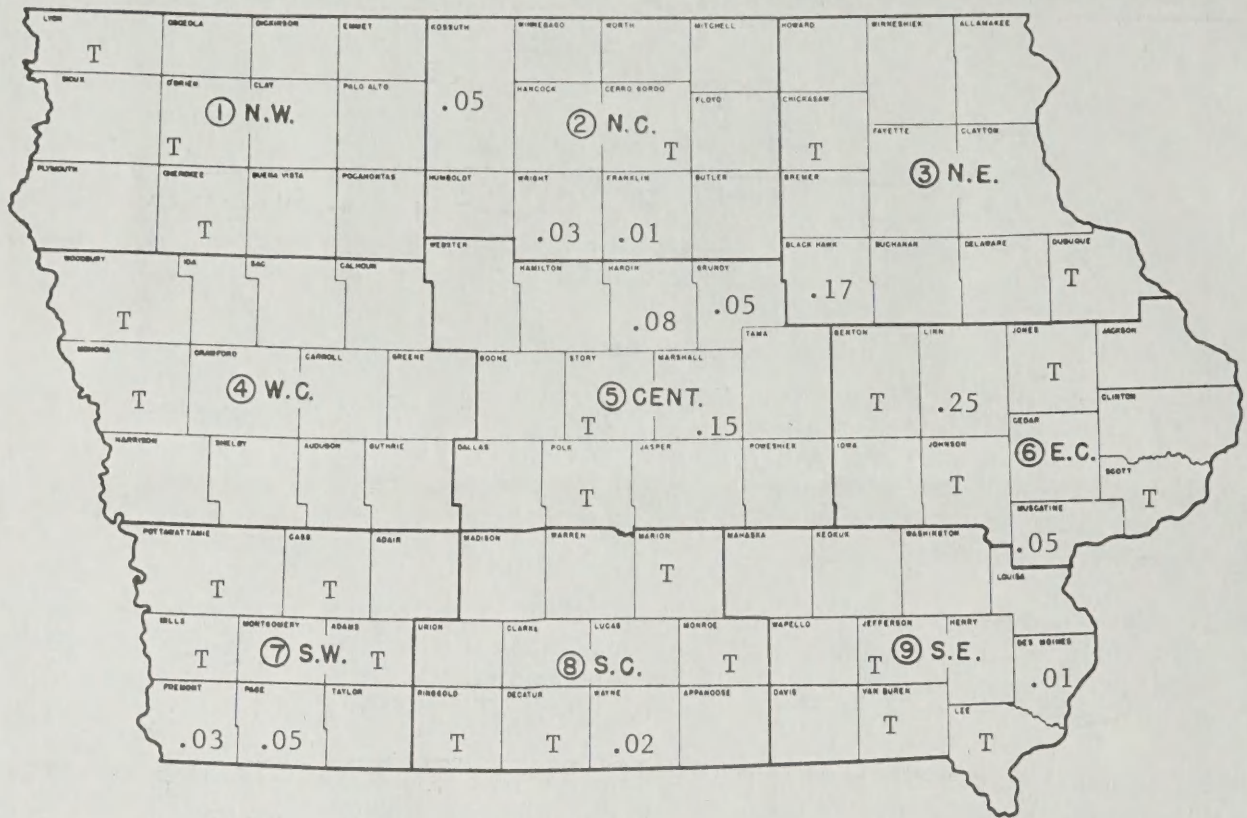 LYON OSCEOLA DICKINSON EMMET KOSSUTH WINNEBAGO WORTH MITCHELL HOWARD WINNESHIEK ALLAMAKEE
T
SIOUX O'BRIEN CLAY PALO ALTO HANCOCK CERRO GORDO FLOYD CHICKASAW
① N.W. .05 ② N.C.
T T T
FAYETTE CLAYTON
③ N.E.
PLYMOUTH CHEROKEE BUENA VISTA POCAHONTAS HUMBOLDT WRIGHT FRANKLIN BUTLER BREMER
T .03 .01
WEBSTER BLACK HAWK BUCHANAN DELAWARE DUBUQUE
WOODBURY IDA SAC CALHOUN HAMILTON HARDIN GRUNDY
.17 T
T .08 .05
TAMA BENTON LINN JONES JACKSON
MONONA CRAWFORD CARROLL GREENE BOONE STORY MARSHALL
T ④ W.C. ⑤ CENT. T .25 T
T .15
CLINTON
CEDAR
HARRISON SHELBY AUDUBON GUTHRIE DALLAS POLK JASPER POWESHIEK IOWA JOHNSON
⑥ E.C.
T T SCOTT
T
MUSCATINE
.05
POTTAWATTAMIE CASS ADAIR MADISON WARREN MARION MAHASKA KEOKUK WASHINGTON
T T T
LOUISA
MILLS MONTGOMERY ADAMS UNION CLARKE LUCAS MONROE WAPELLO JEFFERSON HENRY
DES MOINES
T ⑦ S.W. T ⑧ S.C. T T ⑨ S.E.
.01
FREMONT PAGE TAYLOR RINGGOLD DECATUR WAYNE APPANOOSE DAVIS VAN BUREN
LEE
.03 .05 T T .02 T T